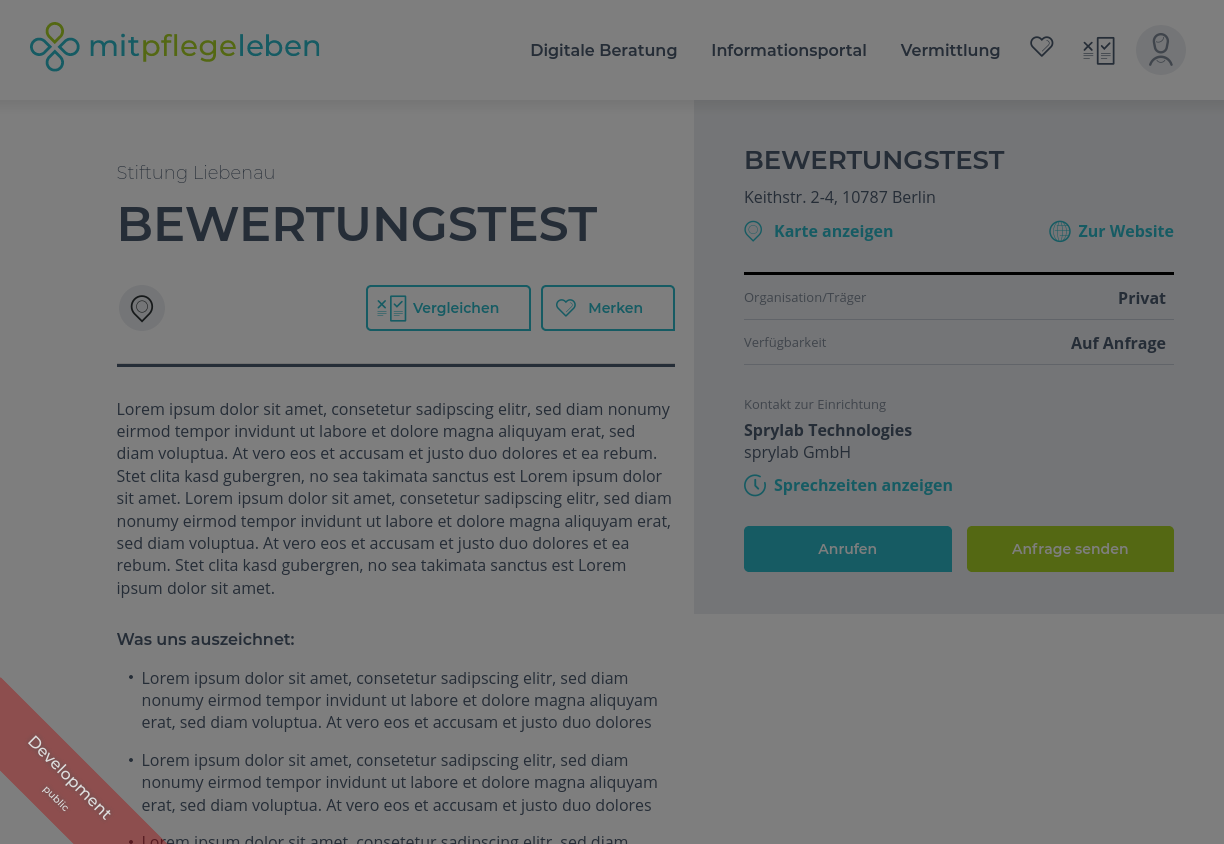 mitpflegeleben
Digitale Beratung
Informationsportal
Vermittlung
Stiftung Liebenau
BEWERTUNGSTEST
Vergleichen
Merken
Lorem ipsum dolor sit amet, consetetur sadipscing elitr, sed diam nonumy
eirmod tempor invidunt ut labore et dolore magna aliquyam erat, sed
diam voluptua. At vero eos et accusam et justo duo dolores et ea rebum.
Stet clita kasd gubergren, no sea takimata sanctus est Lorem ipsum dolor
sit amet. Lorem ipsum dolor sit amet, consetetur sadipscing elitr, sed diam
nonumy eirmod tempor invidunt ut labore et dolore magna aliquyam erat,
sed diam voluptua. At vero eos et accusam et justo duo dolores et ea
rebum. Stet clita kasd gubergren, no sea takimata sanctus est Lorem
ipsum dolor sit amet.
Was uns auszeichnet:
• Lorem ipsum dolor sit amet, consetetur sadipscing elitr, sed diam
nonumy eirmod tempor invidunt ut labore et dolore magna aliquyam
erat, sed diam voluptua. At vero eos et accusam et justo duo dolores
• Lorem ipsum dolor sit amet, consetetur sadipscing elitr, sed diam
nonumy eirmod tempor invidunt ut labore et dolore magna aliquyam
erat, sed diam voluptua. At vero eos et accusam et justo duo dolores
• Lorem ipsum dolor sit amet, consetetur sadipscing elitr, sed diam
BEWERTUNGSTEST
Keithstr. 2-4, 10787 Berlin
Karte anzeigen
Zur Website
Organisation/Träger
Privat
Verfügbarkeit
Auf Anfrage
Kontakt zur Einrichtung
Sprylab Technologies
sprylab GmbH
Sprechzeiten anzeigen
Anrufen
Anfrage senden
Development
public